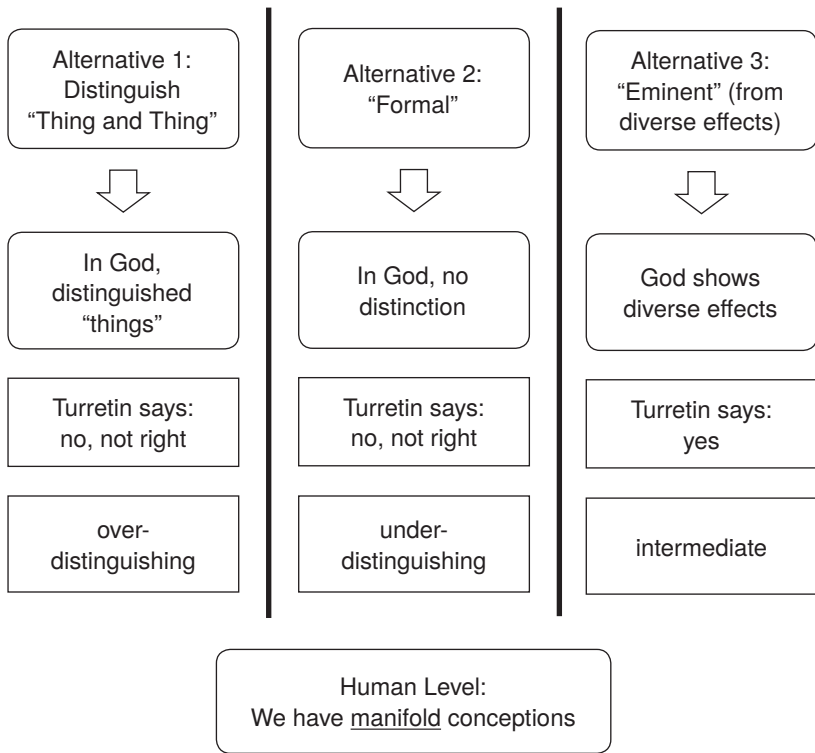 Alternative 1:
Distinguish
“Thing and Thing”
In God,
distinguished
“things”
Turretin says:
no, not right
over-
distinguishing
Alternative 2:
“Formal”
In God, no
distinction
Turretin says:
no, not right
under-
distinguishing
Alternative 3:
“Eminent” (from
diverse effects)
God shows
diverse effects
Turretin says:
yes
intermediate
Human Level:
We have manifold conceptions